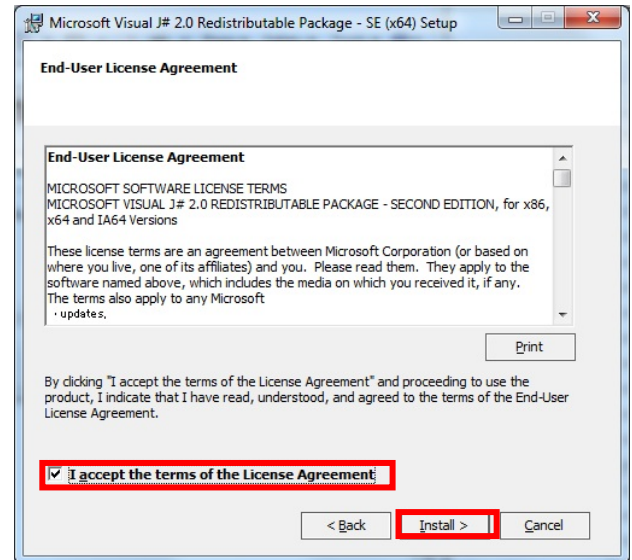 Microsoft Visual J# 2.0 Redistributable Package - SE (x64) Setup
End-User License Agreement
End-User License Agreement
MICROSOFT SOFTWARE LICENSE TERMS
MICROSOFT VISUAL J# 2.0 REDISTRIBUTABLE PACKAGE - SECOND EDITION, for x86,
x64 and IA64 Versions
These license terms are an agreement between Microsoft Corporation (or based on
where you live, one of its affiliates) and you.  Please read them.  They apply to the
software named above, which includes the media on which you received it, if any.
The terms also apply to any Microsoft
· updates,
Print
By clicking "I accept the terms of the License Agreement" and proceeding to use the
product, I indicate that I have read, understood, and agreed to the terms of the End-User
License Agreement.
I accept the terms of the License Agreement
< Back
Install >
Cancel